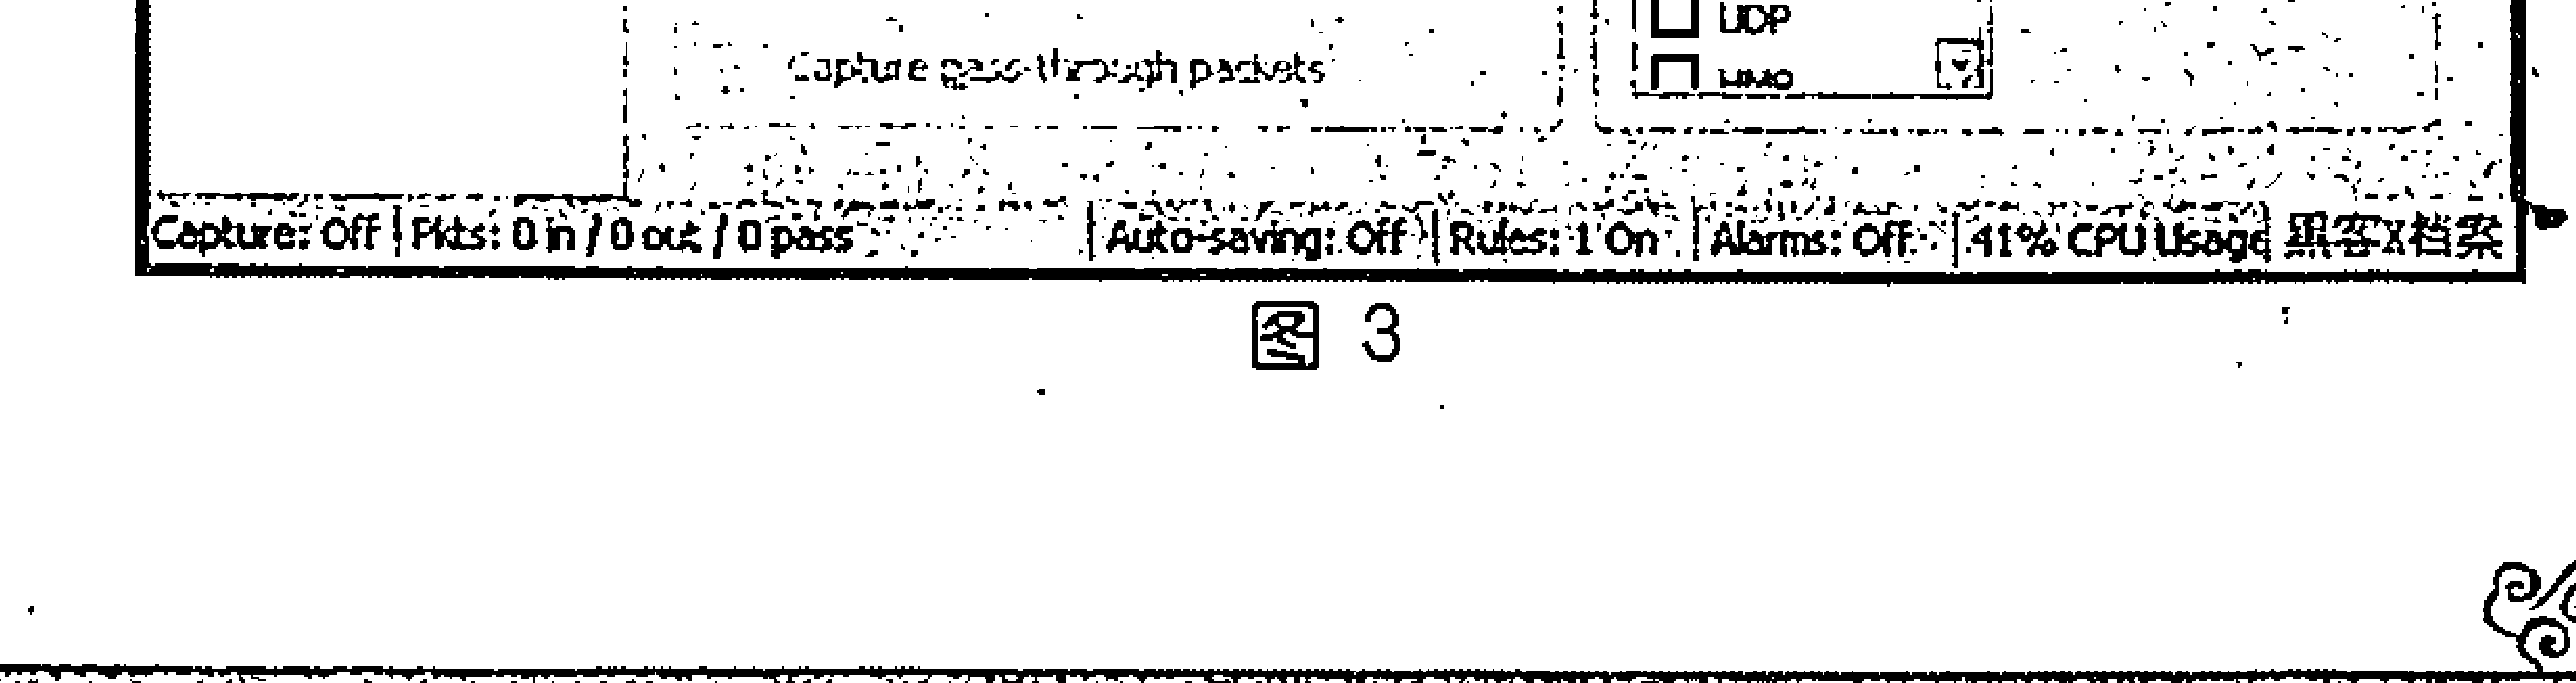 UDP
Capture pass-through packets
Capture: Off Pkts: 0 in / 0 out / 0 pass Auto-saving: Off Rules: 1 On Alarms: Off 41% CPU Usage 黑客X档案
图 3